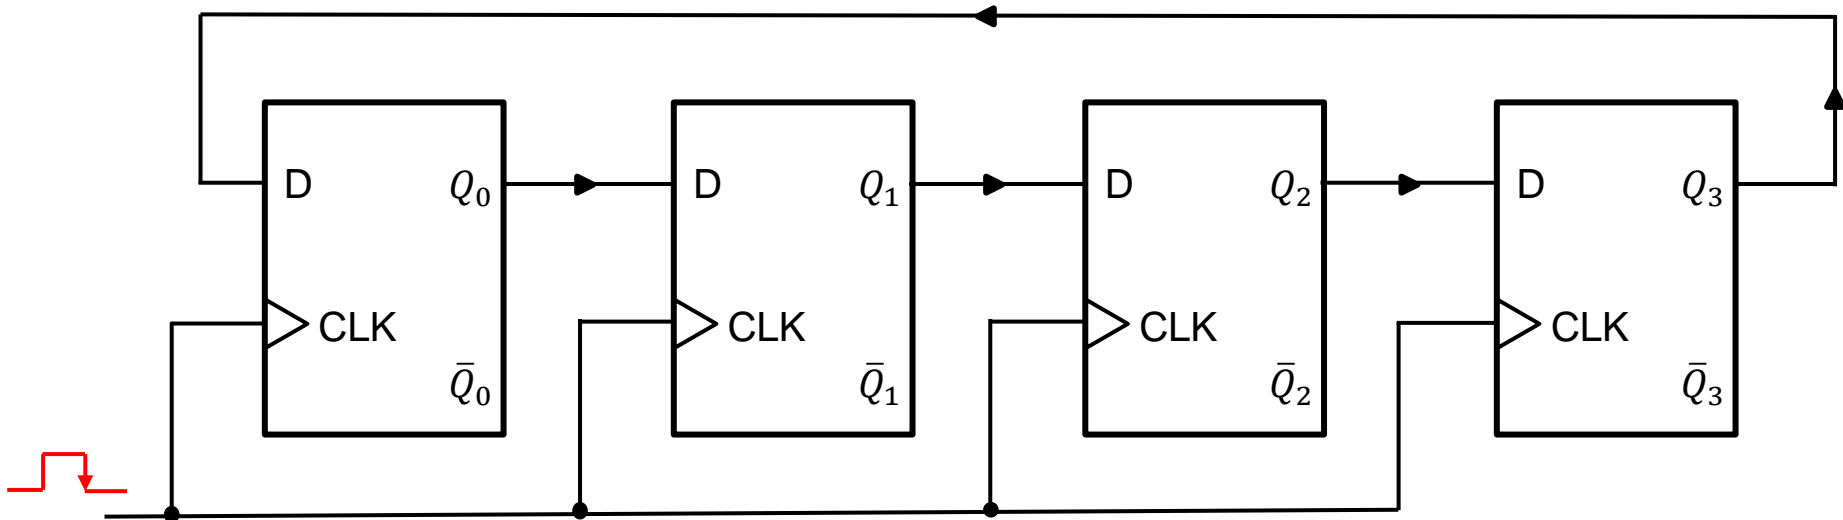 D Q₀ D Q₁ D Q₂ D Q₃
CLK CLK CLK CLK
Q̅₀ Q̅₁ Q̅₂ Q̅₃